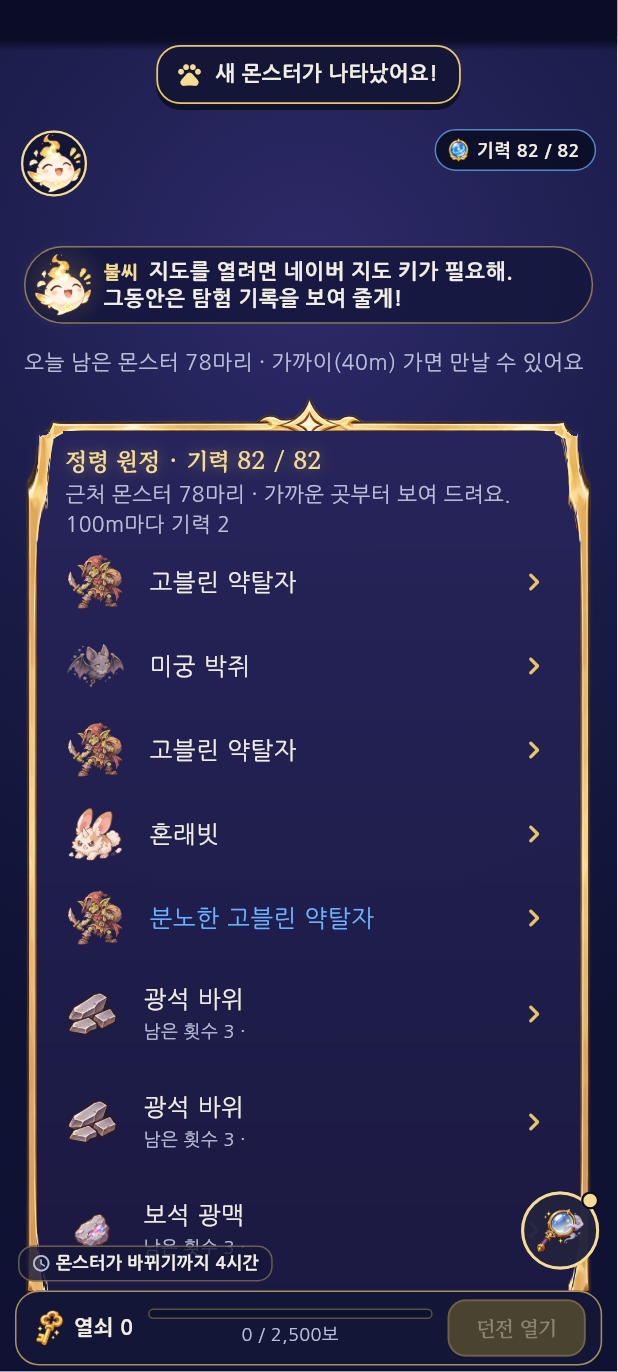 새 몬스터가 나타났어요!
기력 82 / 82
불씨 지도를 열려면 네이버 지도 키가 필요해.
그동안은 탐험 기록을 보여 줄게!
오늘 남은 몬스터 78마리 · 가까이(40m) 가면 만날 수 있어요
정령 원정 · 기력 82 / 82
근처 몬스터 78마리 · 가까운 곳부터 보여 드려요.
100m마다 기력 2
고블린 약탈자
미궁 박쥐
고블린 약탈자
혼래빗
분노한 고블린 약탈자
광석 바위
남은 횟수 3 ·
광석 바위
남은 횟수 3 ·
보석 광맥
남은 횟수 3 ·
몬스터가 바뀌기까지 4시간
열쇠 0
0 / 2,500보
던전 열기